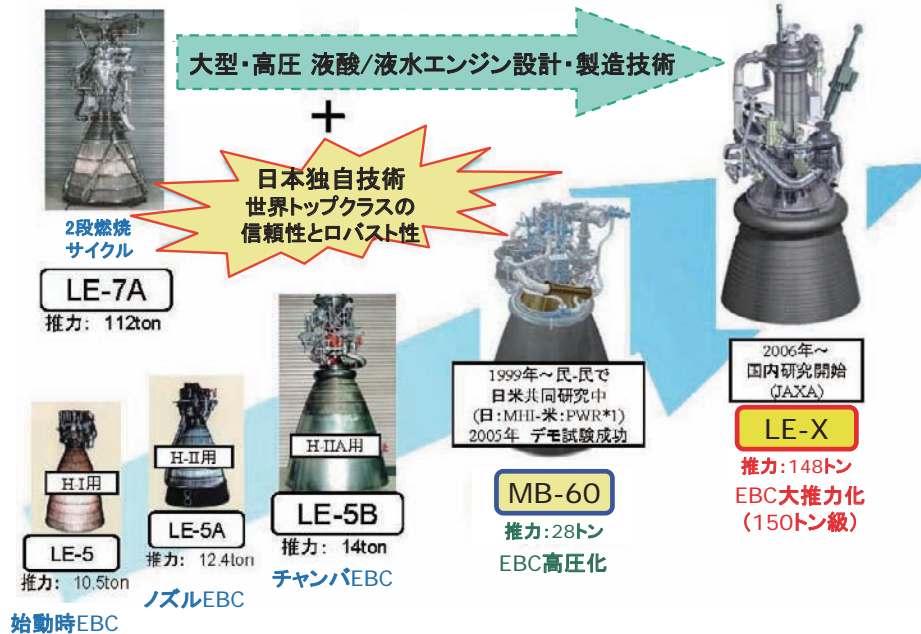 大型・高圧 液酸/液水エンジン設計・製造技術
+
日本独自技術
世界トップクラスの
信頼性とロバスト性
2段燃焼
サイクル
LE-7A
推力： 112ton
H-I用
LE-5
推力： 10.5ton
始動時EBC
H-II用
LE-5A
推力： 12.4ton
ノズルEBC
H-IIA用
LE-5B
推力： 14ton
チャンバEBC
1999年～民-民で
日米共同研究中
(日:MHI-米:PWR*1)
2005年 デモ試験成功
MB-60
推力:28トン
EBC高圧化
2006年～
国内研究開始
(JAXA)
LE-X
推力:148トン
EBC大推力化
（150トン級）